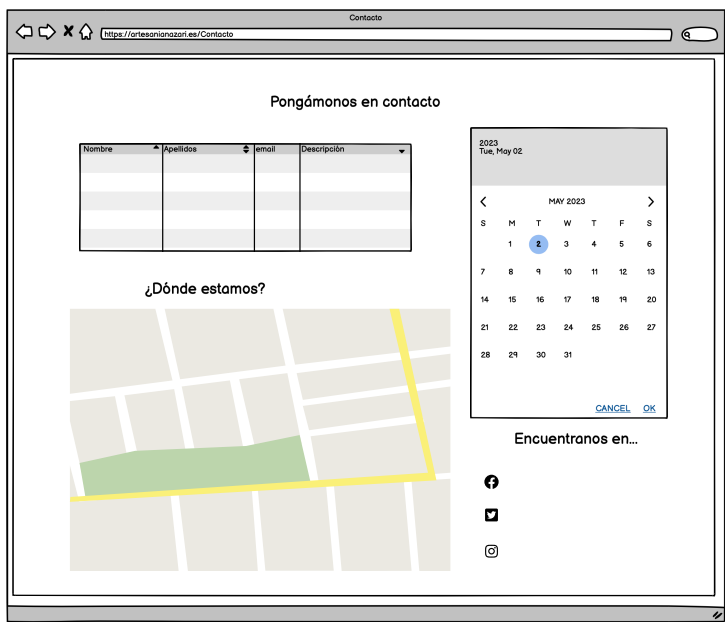 Contacto
https://artesanianazari.es/Contacto
Pongámonos en contacto
Nombre Apellidos email Descripción
2023
Tue, May 02
MAY 2023
S M T W T F S
1 2 3 4 5 6
7 8 9 10 11 12 13
14 15 16 17 18 19 20
21 22 23 24 25 26 27
28 29 30 31
CANCEL OK
¿Dónde estamos?
Encuentranos en...